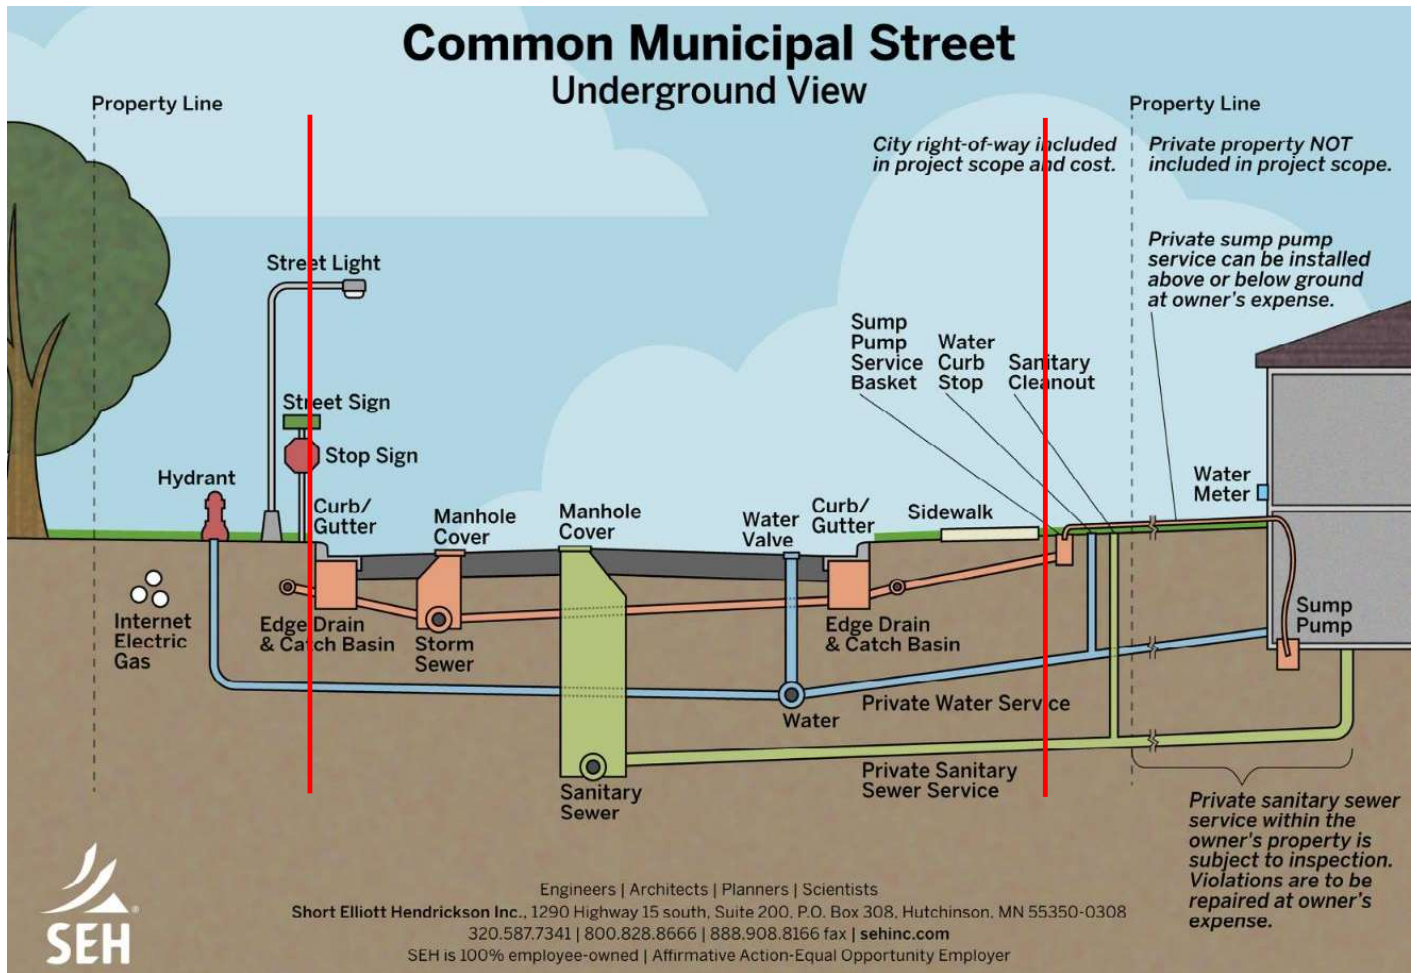 Common Municipal Street
Underground View
Property Line
Property Line
City right-of-way included
in project scope and cost.
Private property NOT
included in project scope.
Private sump pump
service can be installed
above or below ground
at owner's expense.
Street Light
Sump
Pump
Service
Basket
Water
Curb
Stop
Sanitary
Cleanout
Street Sign
Stop Sign
Hydrant
Curb/
Gutter
Manhole
Cover
Manhole
Cover
Water
Valve
Curb/
Gutter
Sidewalk
Water
Meter
Internet
Electric
Gas
Edge Drain
& Catch Basin
Storm
Sewer
Edge Drain
& Catch Basin
Sump
Pump
Water
Private Water Service
Sanitary
Sewer
Private Sanitary
Sewer Service
Private sanitary sewer
service within the
owner's property is
subject to inspection.
Violations are to be
repaired at owner's
expense.
SEH
Engineers | Architects | Planners | Scientists
Short Elliott Hendrickson Inc., 1290 Highway 15 south, Suite 200, P.O. Box 308, Hutchinson, MN 55350-0308
320.587.7341 | 800.828.8666 | 888.908.8166 fax | sehinc.com
SEH is 100% employee-owned | Affirmative Action-Equal Opportunity Employer